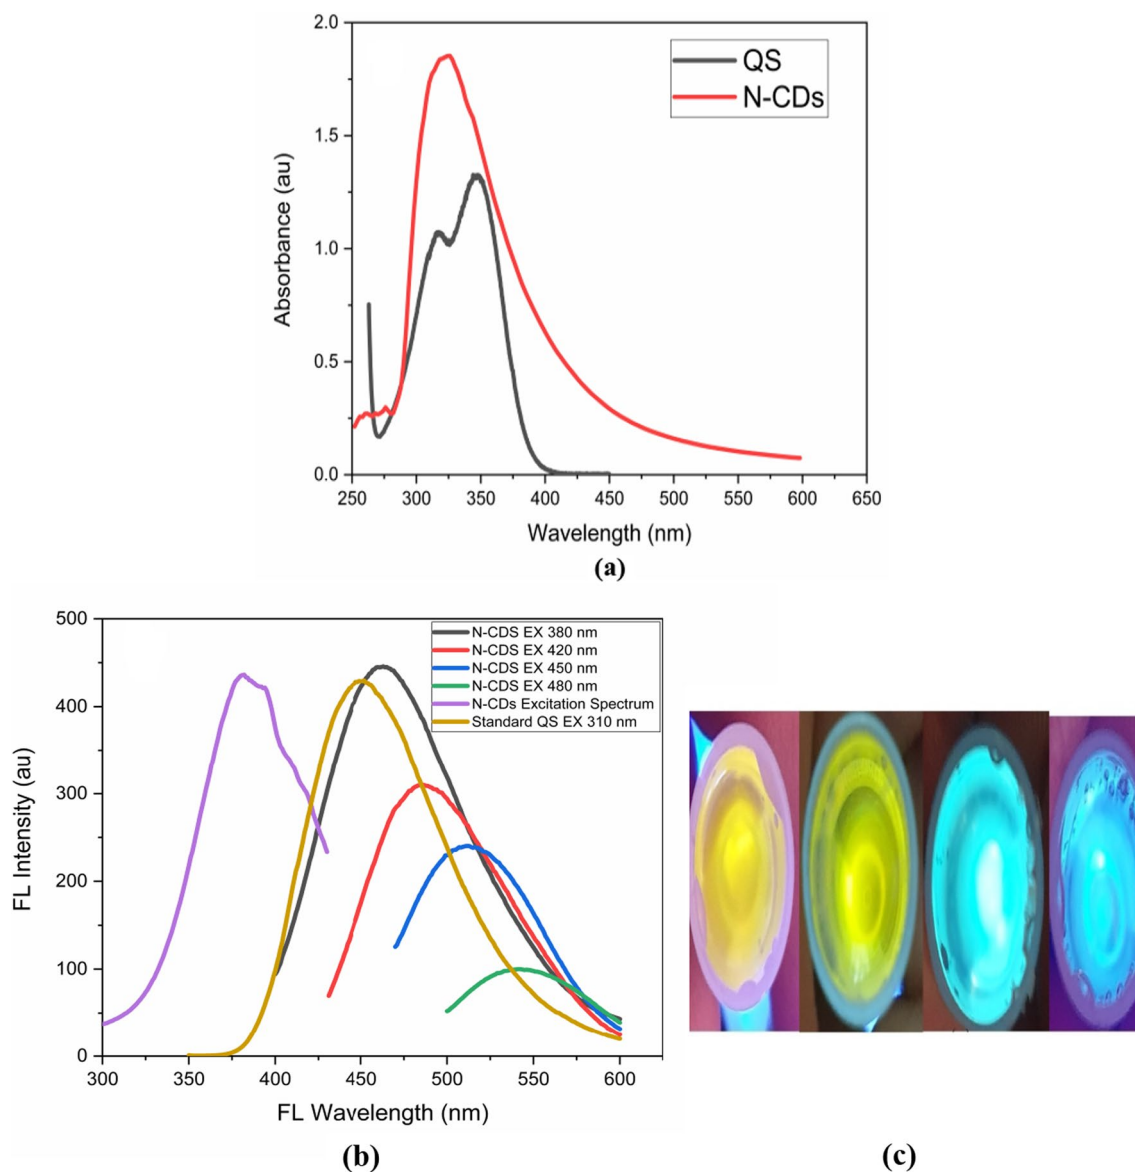 2.0
1.5
1.0
0.5
0.0
Absorbance (au)
QS
N-CDs
250 300 350 400 450 500 550 600 650
Wavelength (nm)
(a)
500
400
300
200
100
0
FL Intensity (au)
N-CDS EX 380 nm
N-CDS EX 420 nm
N-CDS EX 450 nm
N-CDS EX 480 nm
N-CDs Excitation Spectrum
Standard QS EX 310 nm
300 350 400 450 500 550 600
FL Wavelength (nm)
(b)
(c)